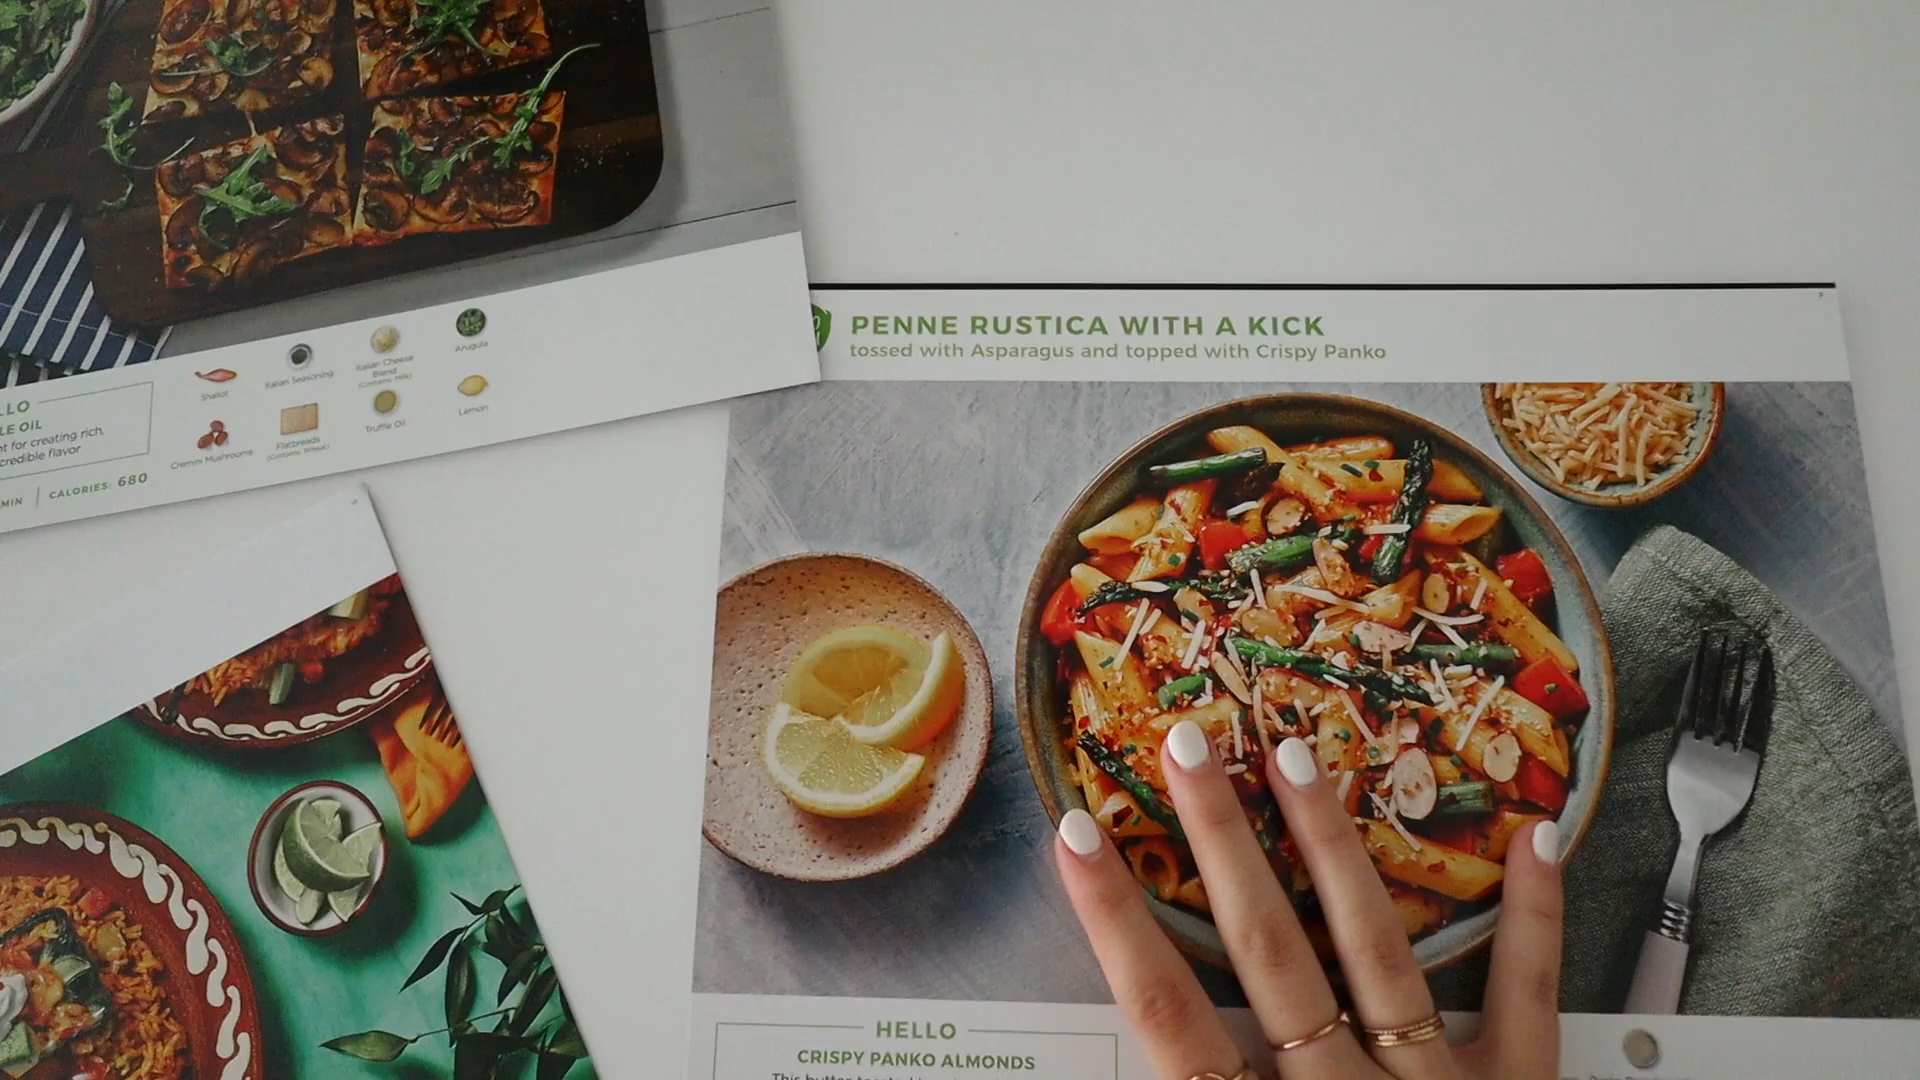 PENNE RUSTICA WITH A KICK
tossed with Asparagus and topped with Crispy Panko
Shallot
Italian Seasoning
Italian Cheese
Blend
(Contains: Milk)
Arugula
Cremini Mushrooms
Flatbreads
(Contains: Wheat)
Truffle Oil
Lemon
LLO
LE OIL
nt for creating rich,
credible flavor
MIN | CALORIES: 680
HELLO
CRISPY PANKO ALMONDS